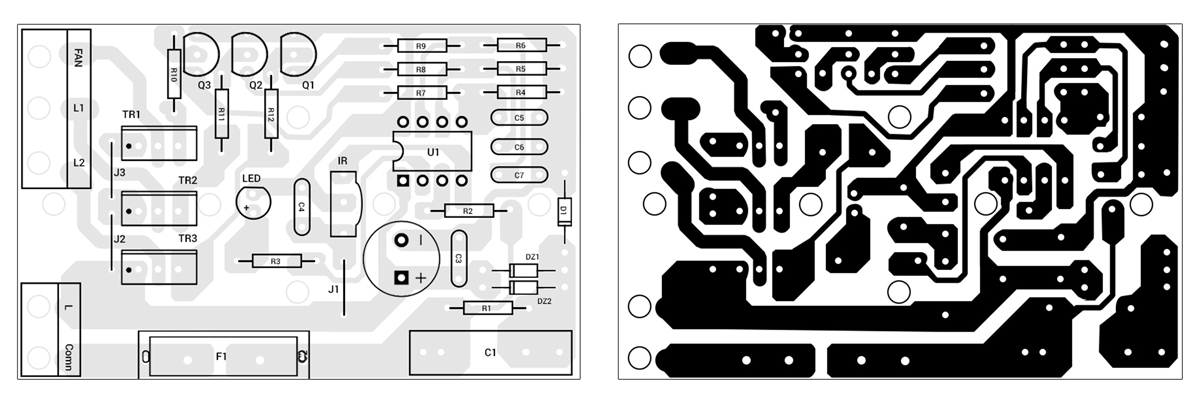 FAN
L1
L2
R10
Q3
Q2
Q1
R11
R12
R9
R6
R8
R5
R7
R4
C5
C6
C7
TR1
TR2
TR3
J3
J2
LED
+
IR
C4
U1
R2
D1
R3
J1
+
C3
DZ1
DZ2
R1
L
Comn
F1
C1